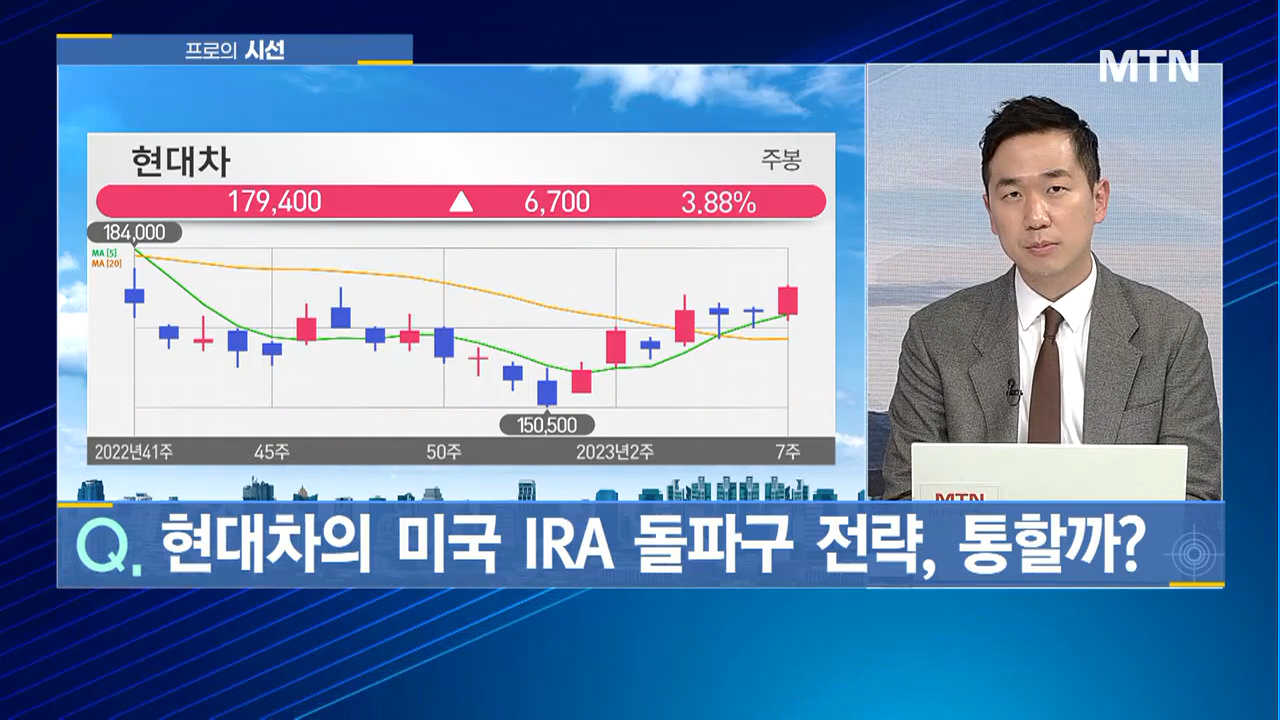 프로의 시선
MTN
현대차
주봉
179,400 ▲ 6,700 3.88%
184,000
MA [5]
MA [20]
150,500
2022년41주 45주 50주 2023년2주 7주
MTN
Q. 현대차의 미국 IRA 돌파구 전략, 통할까?